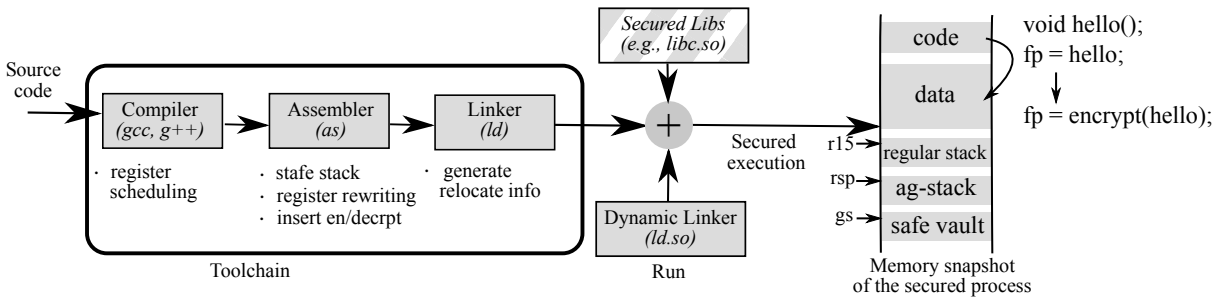 Source
code
Compiler
(gcc, g++)
· register
scheduling
Assembler
(as)
· stafe stack
· register rewriting
· insert en/decrpt
Linker
(ld)
· generate
relocate info
Toolchain
Secured Libs
(e.g., libc.so)
+
Dynamic Linker
(ld.so)
Run
Secured
execution
code
data
r15
regular stack
rsp
ag-stack
gs
safe vault
Memory snapshot
of the secured process
void hello();
fp = hello;
fp = encrypt(hello);